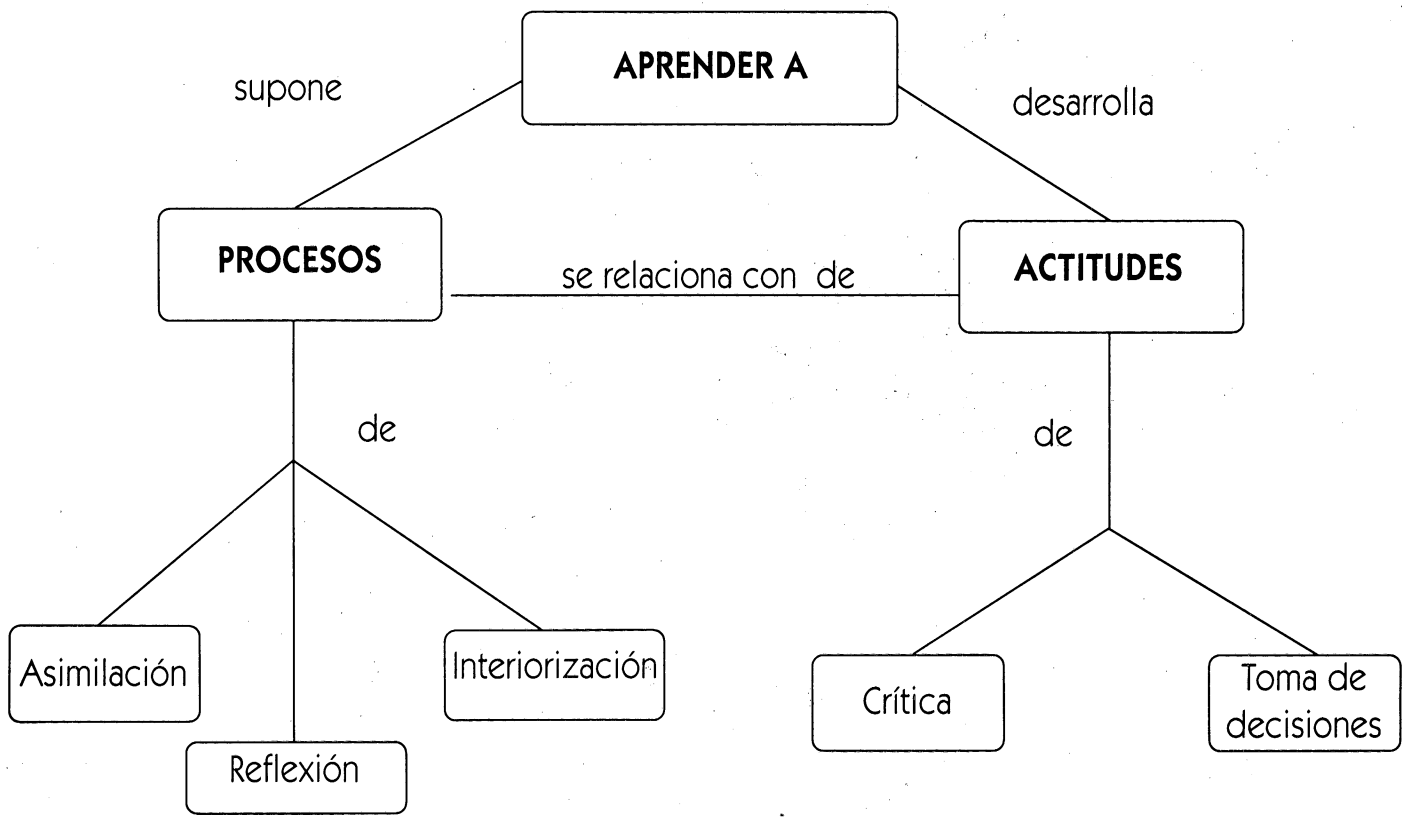 APRENDER A
supone
desarrolla
PROCESOS
ACTITUDES
se relaciona con de
de
de
Asimilación
Interiorización
Reflexión
Crítica
Toma de
decisiones